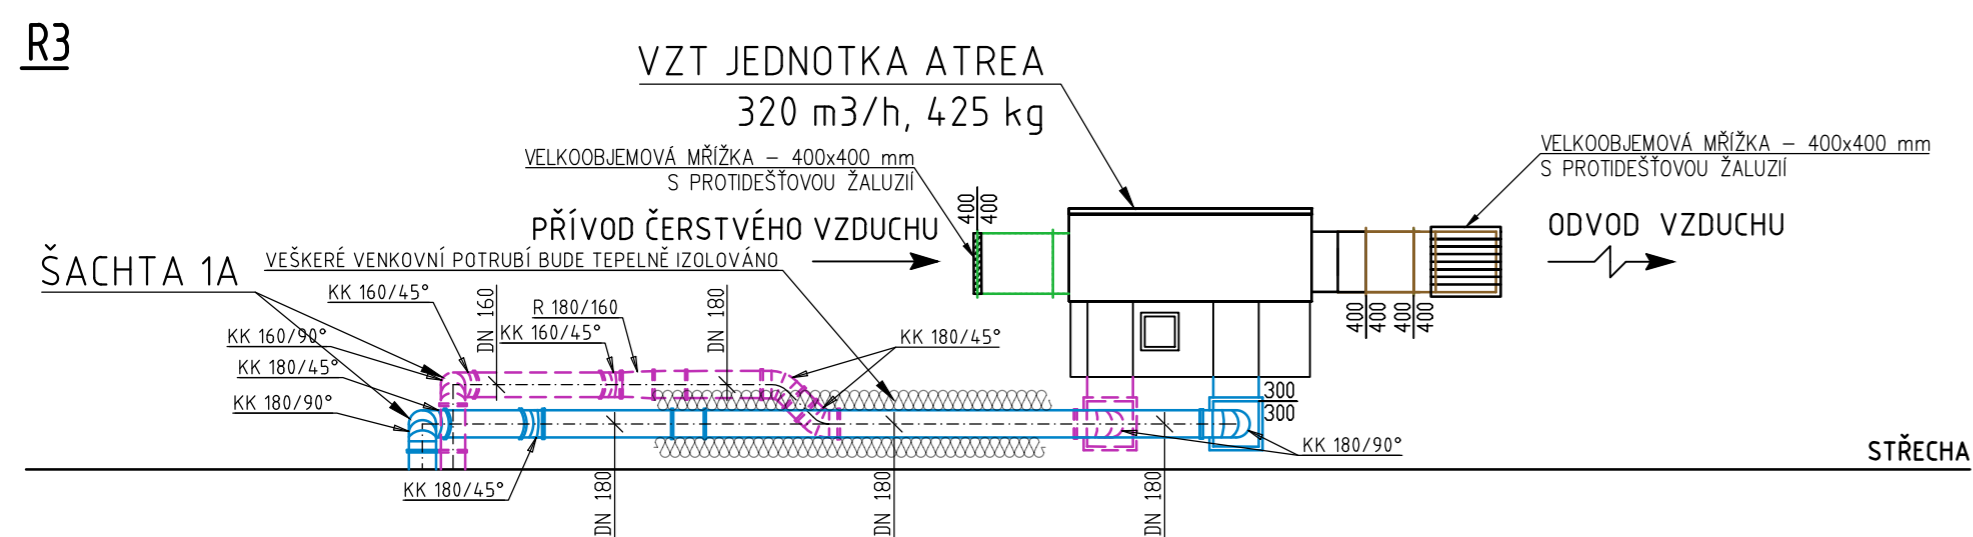 R3
VZT JEDNOTKA ATREA
320 m3/h, 425 kg
VELKOOBJEMOVÁ MŘÍŽKA – 400x400 mm
S PROTIDEŠŤOVOU ŽALUZIÍ
VELKOOBJEMOVÁ MŘÍŽKA – 400x400 mm
S PROTIDEŠŤOVOU ŽALUZIÍ
400
400
PŘÍVOD ČERSTVÉHO VZDUCHU
ODVOD VZDUCHU
ŠACHTA 1A
VEŠKERÉ VENKOVNÍ POTRUBÍ BUDE TEPELNĚ IZOLOVÁNO
KK 160/45°
DN 160
R 180/160
DN 180
400
400
400
400
KK 160/90°
KK 160/45°
KK 180/45°
KK 180/45°
KK 180/90°
300
300
KK 180/90°
STŘECHA
KK 180/45°
DN 180
DN 180
DN 180